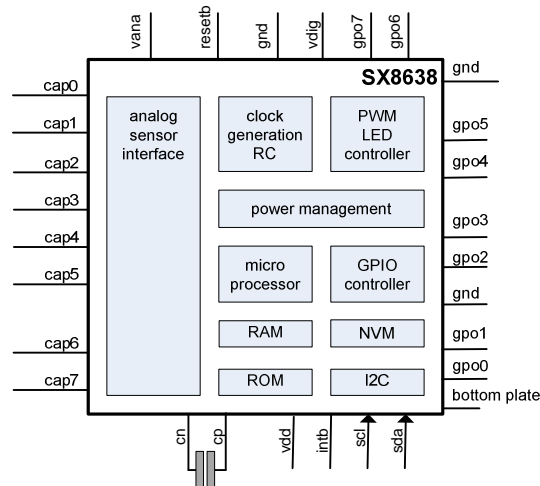 vana
resetb
gnd
vdig
gpo7
gpo6
SX8638
cap0
cap1
cap2
cap3
cap4
cap5
cap6
cap7
analog
sensor
interface
clock
generation
RC
PWM
LED
controller
power management
micro
processor
GPIO
controller
RAM
NVM
ROM
I2C
gnd
gpo5
gpo4
gpo3
gpo2
gnd
gpo1
gpo0
bottom plate
cn
cp
vdd
intb
scl
sda